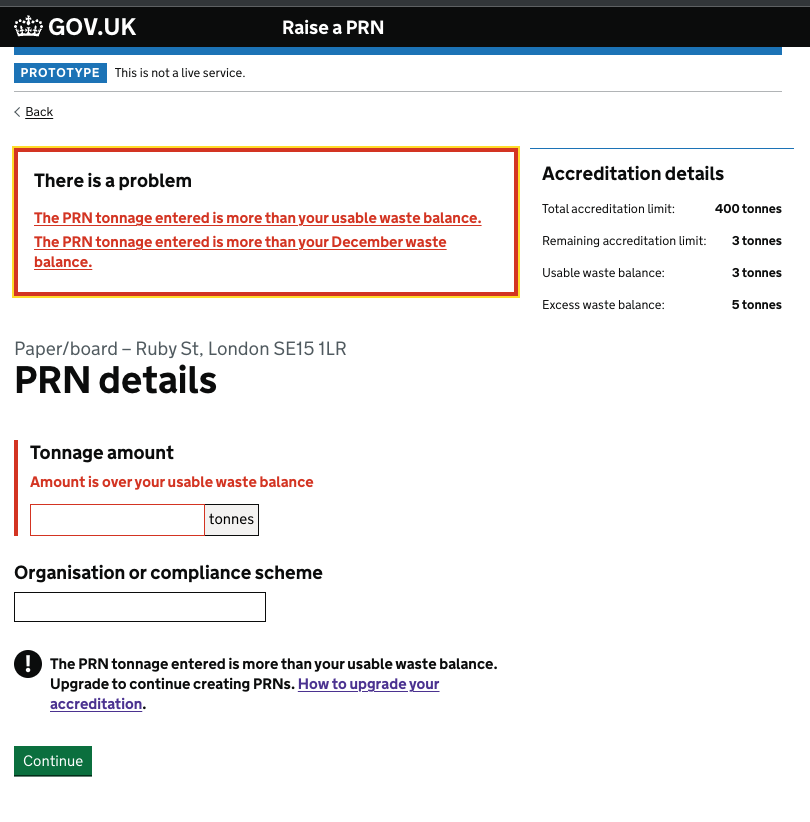 GOV.UK
Raise a PRN
PROTOTYPE This is not a live service.
Back
There is a problem
The PRN tonnage entered is more than your usable waste balance.
The PRN tonnage entered is more than your December waste
balance.
Accreditation details
Total accreditation limit: 400 tonnes
Remaining accreditation limit: 3 tonnes
Usable waste balance: 3 tonnes
Excess waste balance: 5 tonnes
Paper/board – Ruby St, London SE15 1LR
PRN details
Tonnage amount
Amount is over your usable waste balance
tonnes
Organisation or compliance scheme
! The PRN tonnage entered is more than your usable waste balance.
Upgrade to continue creating PRNs. How to upgrade your
accreditation.
Continue